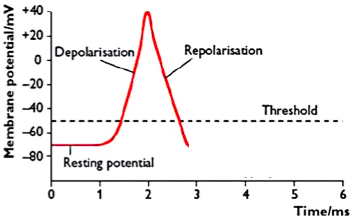 Membrane potential/mV
+40
+20
0
-20
-40
-60
-80
+20
Depolarisation
Repolarisation
Threshold
Resting potential
0
1
2
3
4
5
6
Time/ms